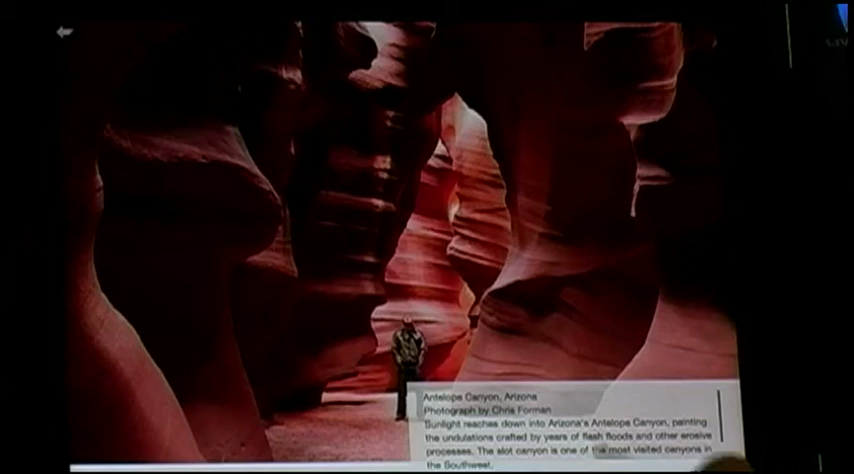 Antelope Canyon, Arizona
Photograph by Chris Forman
Sunlight reaches down into Arizona's Antelope Canyon, painting
the undulations crafted by years of flash floods and other erosive
processes. The slot canyon is one of the most visited canyons in
the Southwest.